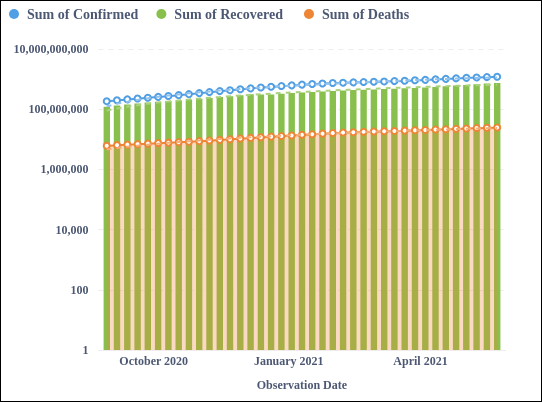 Sum of Confirmed Sum of Recovered Sum of Deaths
10,000,000,000
100,000,000
1,000,000
10,000
100
1
October 2020 January 2021 April 2021
Observation Date